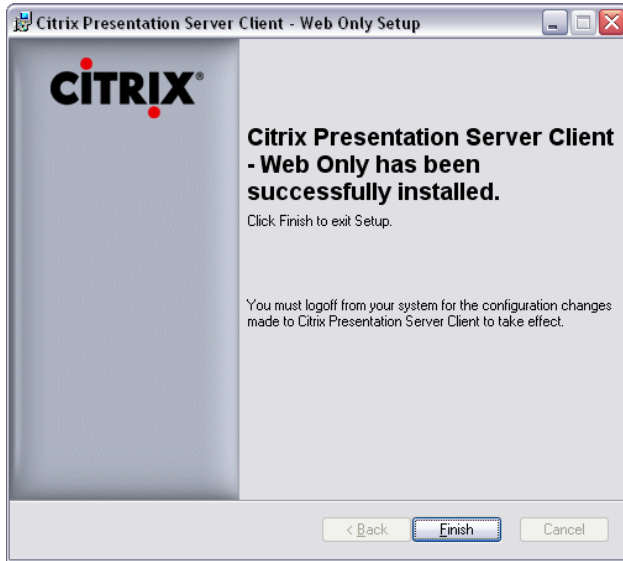 Citrix Presentation Server Client - Web Only Setup
CITRIX®
Citrix Presentation Server Client
- Web Only has been
successfully installed.
Click Finish to exit Setup.
You must logoff from your system for the configuration changes
made to Citrix Presentation Server Client to take effect.
< Back Finish Cancel